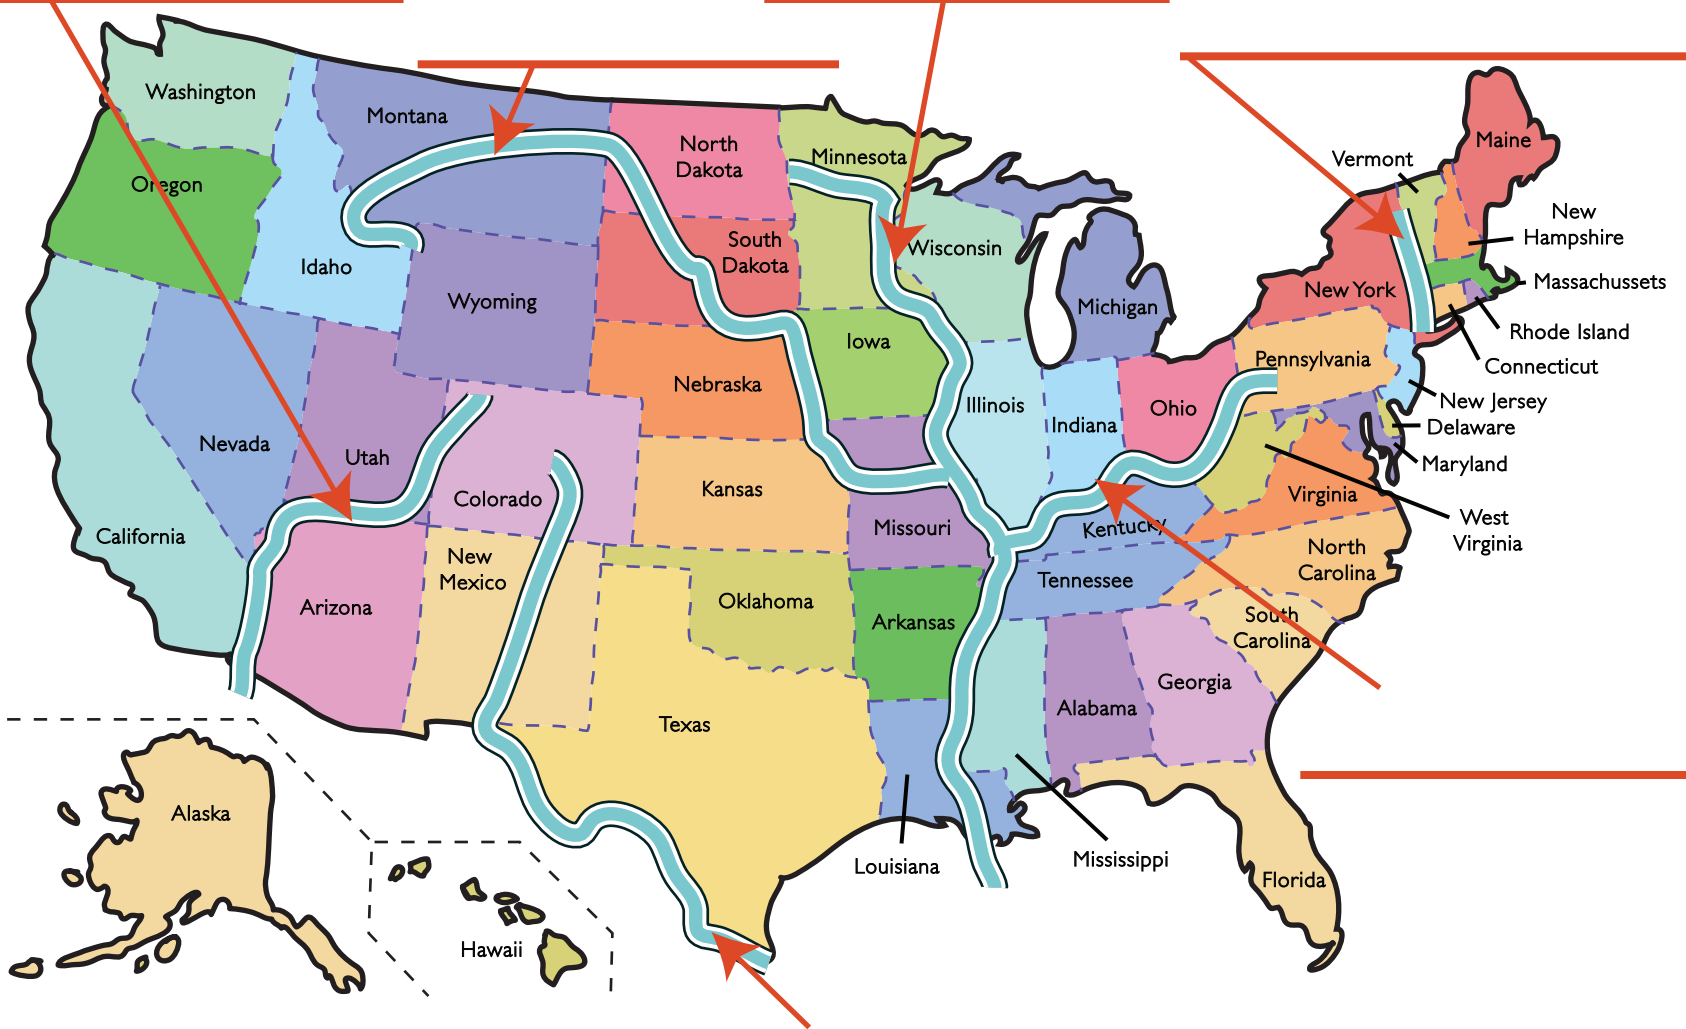 Washington
Montana
North
Dakota
Minnesota
Maine
Vermont
Oregon
New
Hampshire
South
Dakota
Wisconsin
Idaho
Massachussets
Wyoming
New York
Michigan
Rhode Island
Iowa
Pennsylvania
Connecticut
Nebraska
Illinois
Ohio
New Jersey
Indiana
Delaware
Nevada
Utah
Maryland
Colorado
Kansas
Virginia
West
Virginia
California
Missouri
Kentucky
New
Mexico
North
Carolina
Tennessee
Arizona
Oklahoma
Arkansas
South
Carolina
Georgia
Alabama
Texas
Alaska
Louisiana
Mississippi
Florida
Hawaii